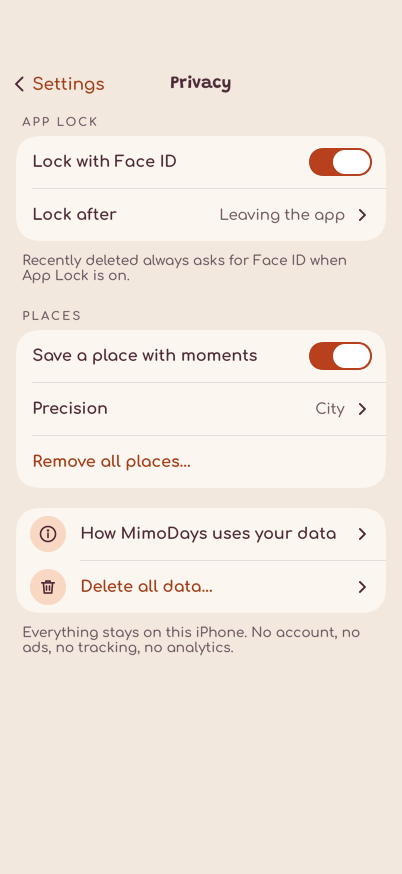 Settings
Privacy
APP LOCK
Lock with Face ID
Lock after
Leaving the app
Recently deleted always asks for Face ID when
App Lock is on.
PLACES
Save a place with moments
Precision
City
Remove all places...
How MimoDays uses your data
Delete all data...
Everything stays on this iPhone. No account, no
ads, no tracking, no analytics.